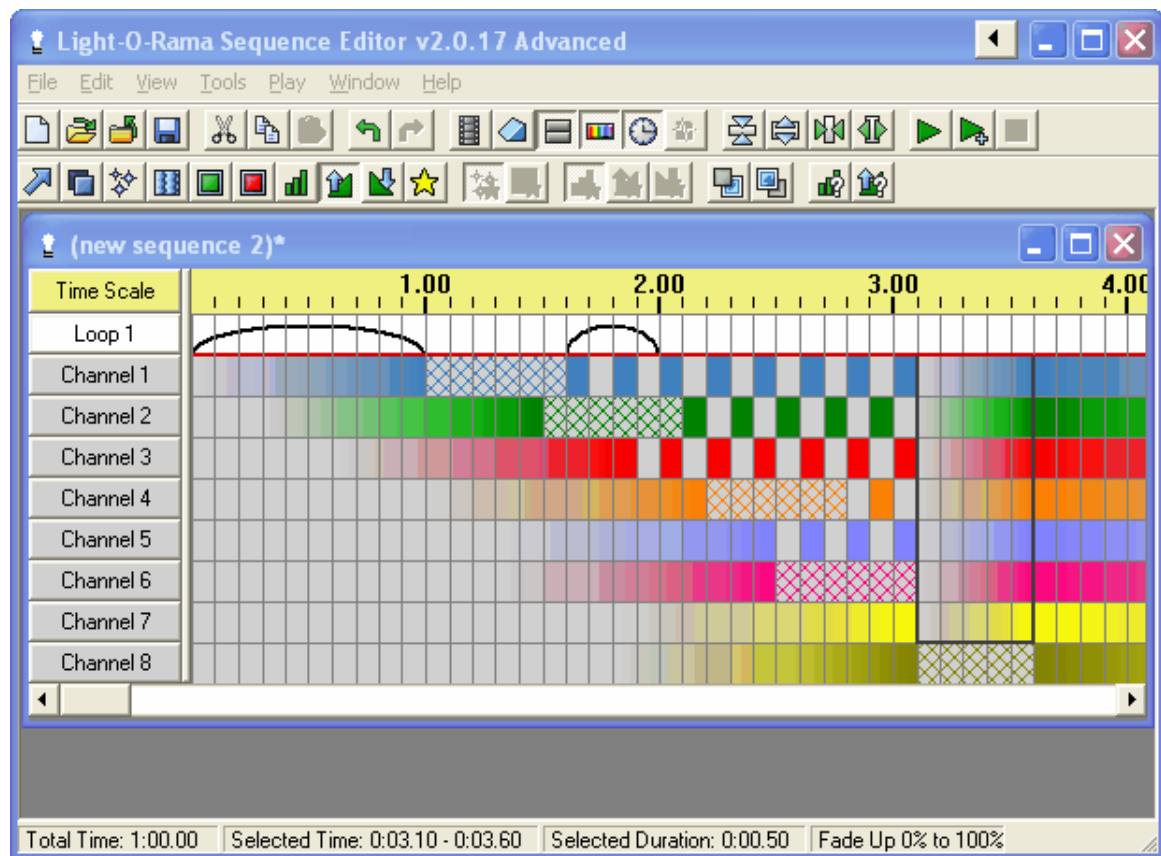 Light-O-Rama Sequence Editor v2.0.17 Advanced
File Edit View Tools Play Window Help
(new sequence 2)*
Time Scale 1.00 2.00 3.00 4.00
Loop 1
Channel 1
Channel 2
Channel 3
Channel 4
Channel 5
Channel 6
Channel 7
Channel 8
Total Time: 1:00.00 Selected Time: 0:03.10 - 0:03.60 Selected Duration: 0:00.50 Fade Up 0% to 100%